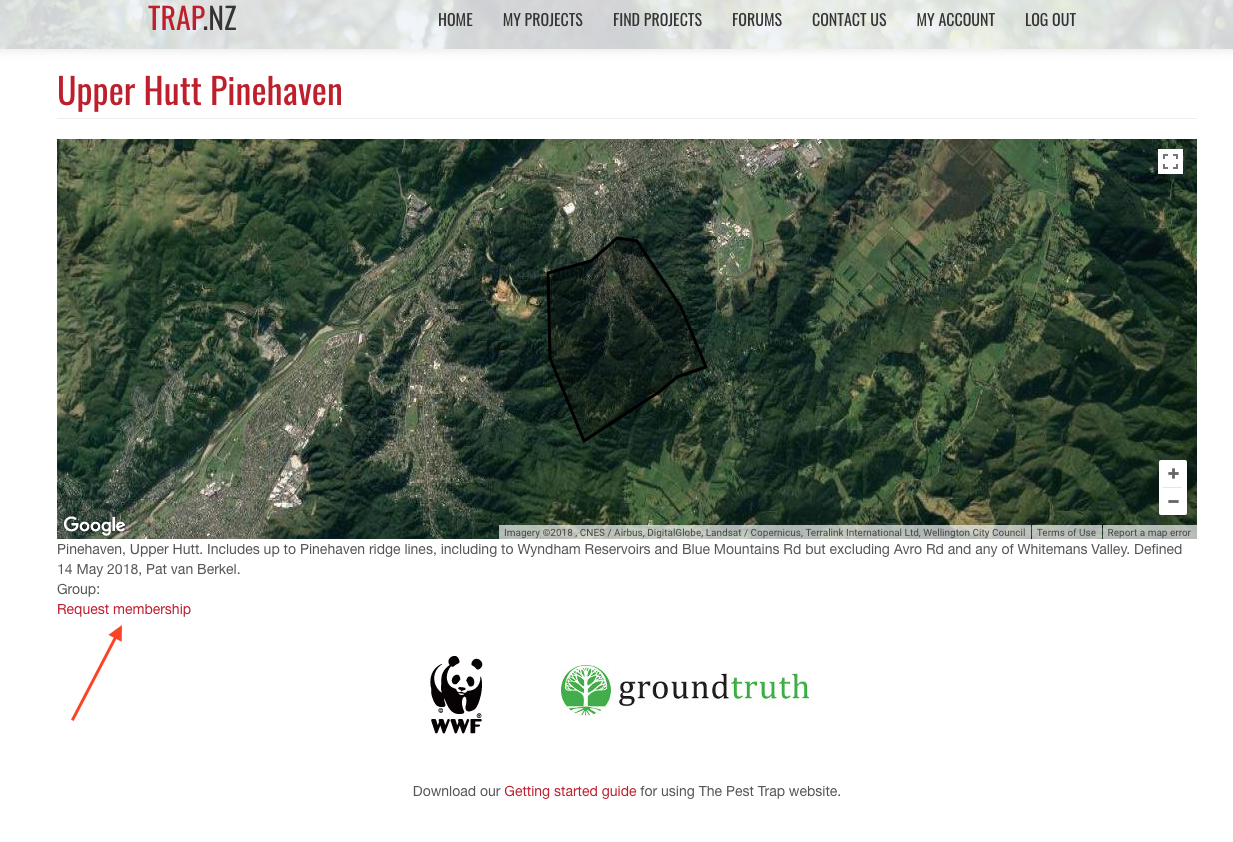 TRAP.NZ
HOME MY PROJECTS FIND PROJECTS FORUMS CONTACT US MY ACCOUNT LOG OUT
Upper Hutt Pinehaven
+
−
Google
Imagery ©2018 , CNES / Airbus, DigitalGlobe, Landsat / Copernicus, Terralink International Ltd, Wellington City Council Terms of Use Report a map error
Pinehaven, Upper Hutt. Includes up to Pinehaven ridge lines, including to Wyndham Reservoirs and Blue Mountains Rd but excluding Avro Rd and any of Whitemans Valley. Defined
14 May 2018, Pat van Berkel.
Group:
Request membership
WWF
groundtruth
Download our Getting started guide for using The Pest Trap website.